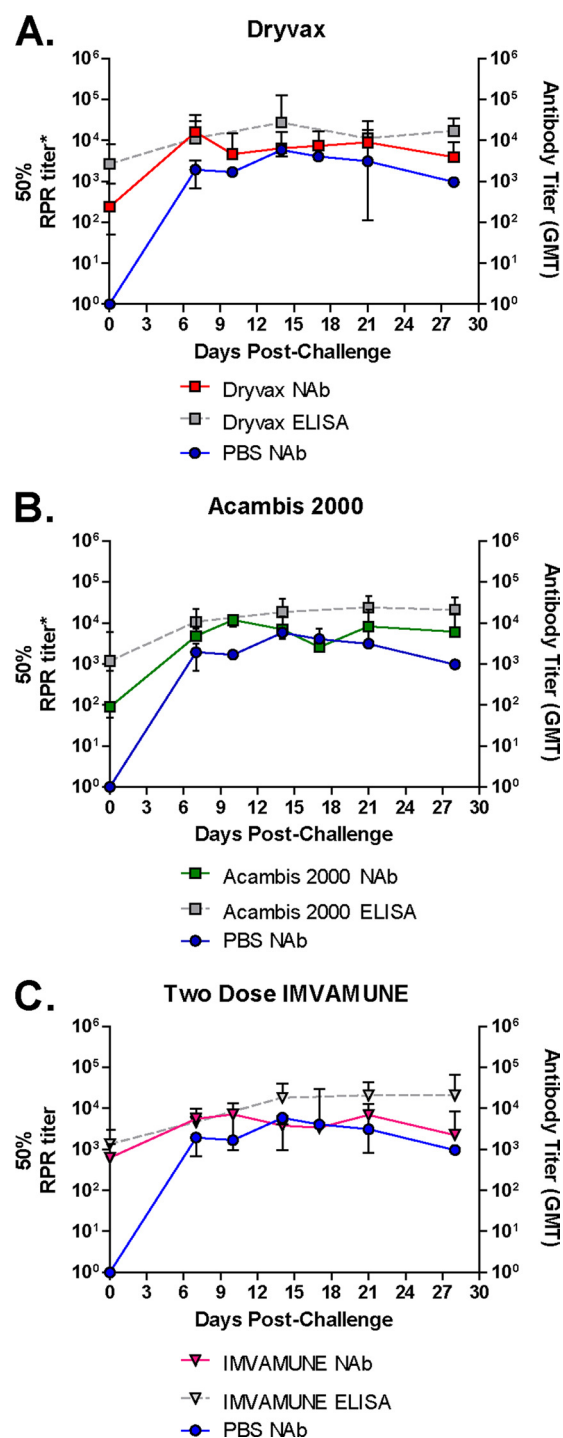 A.
Dryvax
10⁶
10⁵
10⁴
10³
10²
10¹
10⁰
50%
RPR titer*
10⁶
10⁵
10⁴
10³
10²
10¹
10⁰
Antibody Titer (GMT)
0 3 6 9 12 15 18 21 24 27 30
Days Post-Challenge
Dryvax NAb
Dryvax ELISA
PBS NAb
B.
Acambis 2000
10⁶
10⁵
10⁴
10³
10²
10¹
10⁰
50%
RPR titer*
10⁶
10⁵
10⁴
10³
10²
10¹
10⁰
Antibody Titer (GMT)
0 3 6 9 12 15 18 21 24 27 30
Days Post-Challenge
Acambis 2000 NAb
Acambis 2000 ELISA
PBS NAb
C.
Two Dose IMVAMUNE
10⁶
10⁵
10⁴
10³
10²
10¹
10⁰
50%
RPR titer
10⁶
10⁵
10⁴
10³
10²
10¹
10⁰
Antibody Titer (GMT)
0 3 6 9 12 15 18 21 24 27 30
Days Post-Challenge
IMVAMUNE NAb
IMVAMUNE ELISA
PBS NAb